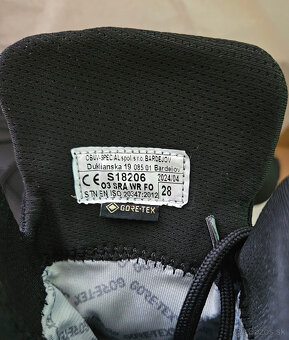 OBUV-SPECIAL spol. s r.o. BARDEJOV
Duklianska 19 085 01 Bardejov
CE S18206 2024/04
O3 SRA WR FO 28
STN EN ISO 20347:2012
GORE-TEX
GORE-TEX